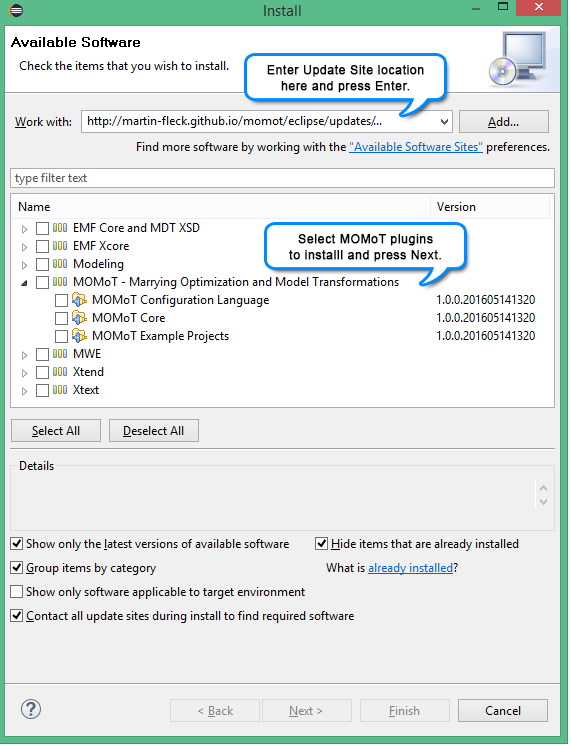 Install
Available Software
Check the items that you wish to install.
Enter Update Site location
here and press Enter.
Work with:
http://martin-fleck.github.io/momot/eclipse/updates/...
Add...
Find more software by working with the "Available Software Sites" preferences.
type filter text
Name
Version
EMF Core and MDT XSD
EMF Xcore
Modeling
Select MOMoT plugins
to installl and press Next.
MOMoT - Marrying Optimization and Model Transformations
MOMoT Configuration Language 1.0.0.201605141320
MOMoT Core 1.0.0.201605141320
MOMoT Example Projects 1.0.0.201605141320
MWE
Xtend
Xtext
Select All
Deselect All
Details
Show only the latest versions of available software
Hide items that are already installed
Group items by category
What is already installed?
Show only software applicable to target environment
Contact all update sites during install to find required software
?
< Back
Next >
Finish
Cancel